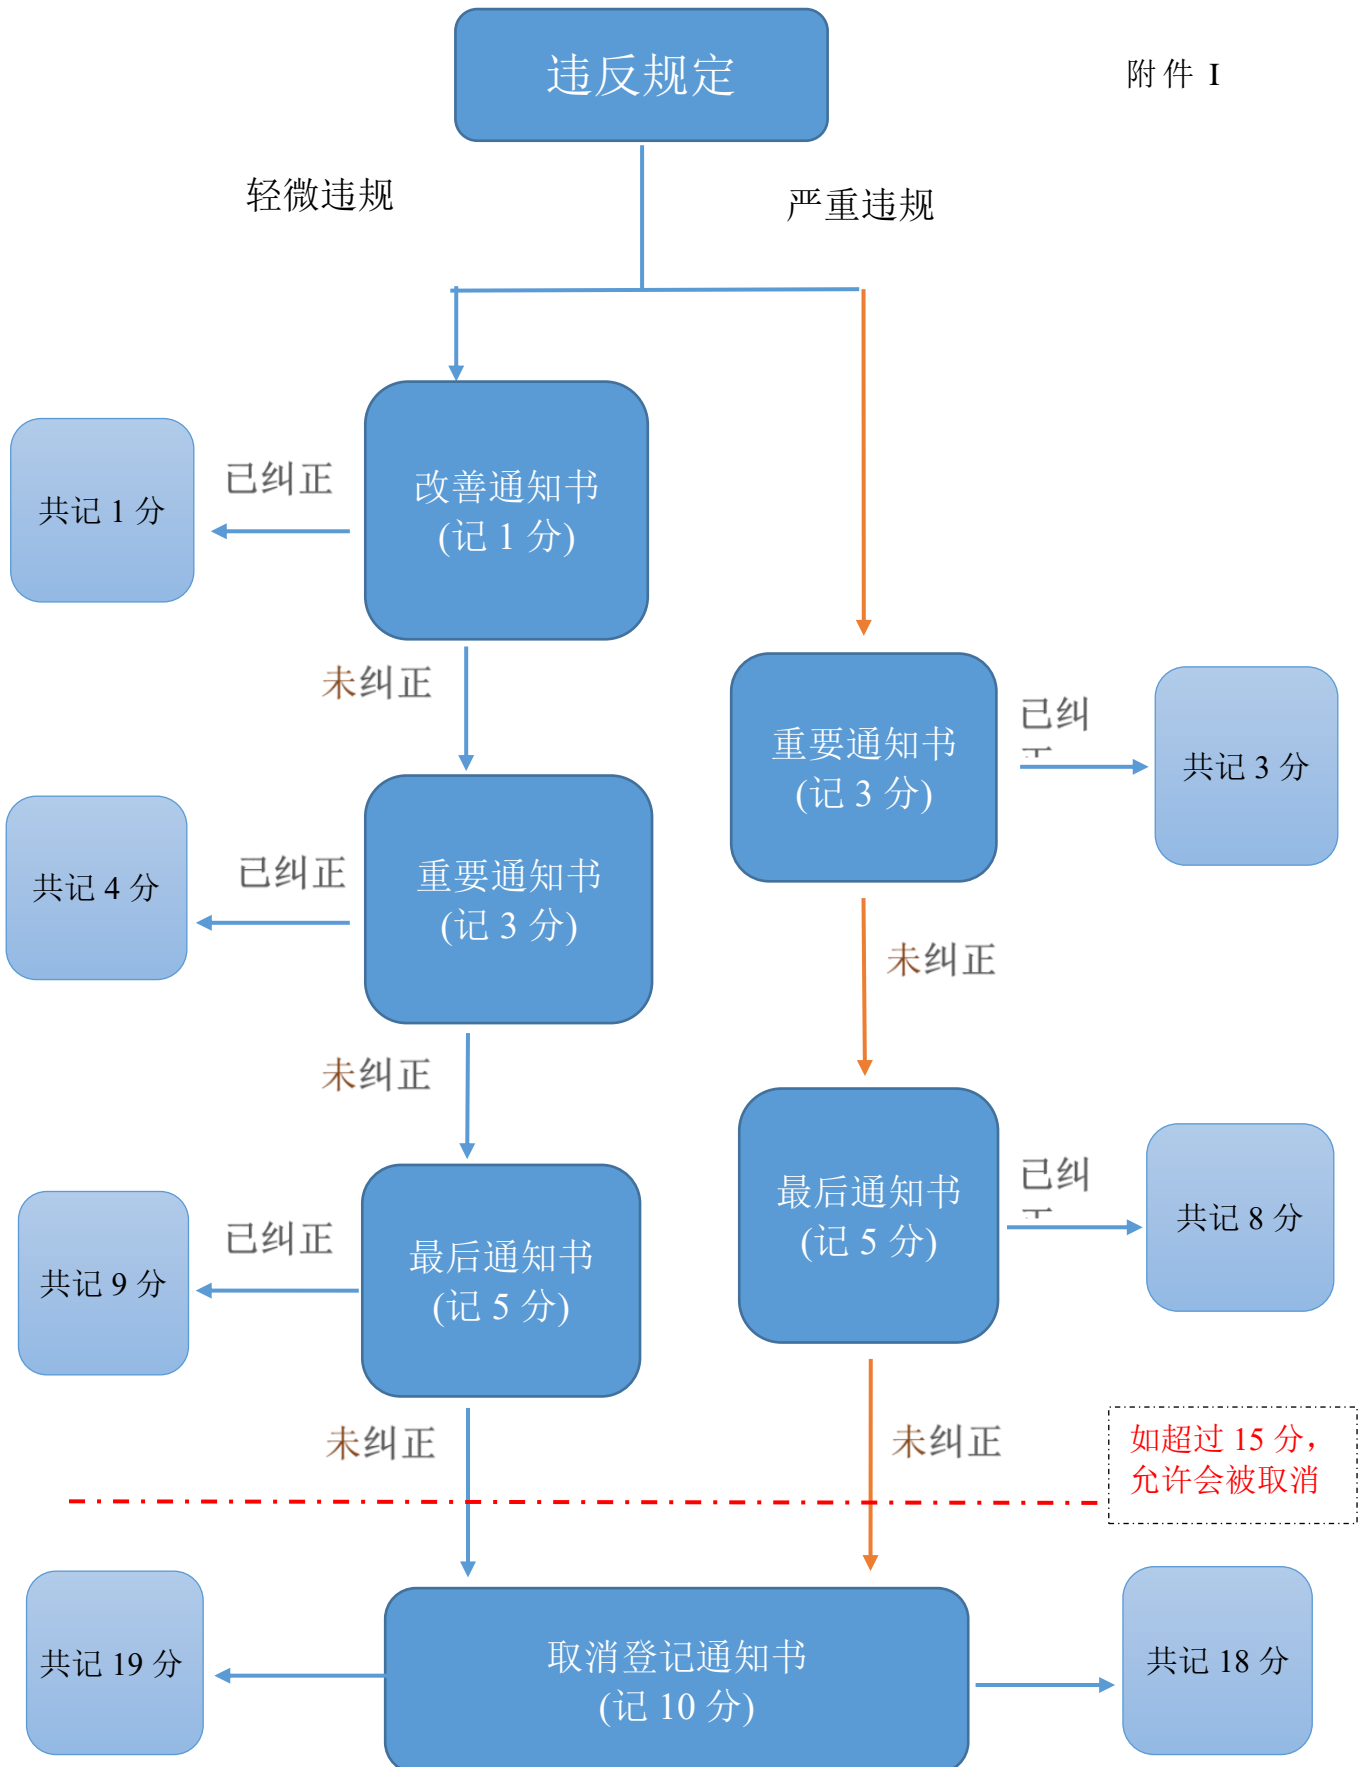 违反规定
附件 I
轻微违规
严重违规
已纠正
改善通知书
(记 1 分)
共记 1 分
未纠正
重要通知书
(记 3 分)
已纠
正
共记 3 分
已纠正
重要通知书
(记 3 分)
共记 4 分
未纠正
未纠正
最后通知书
(记 5 分)
已纠
正
共记 8 分
已纠正
最后通知书
(记 5 分)
共记 9 分
未纠正
未纠正
如超过 15 分，
允许会被取消
取消登记通知书
(记 10 分)
共记 19 分
共记 18 分